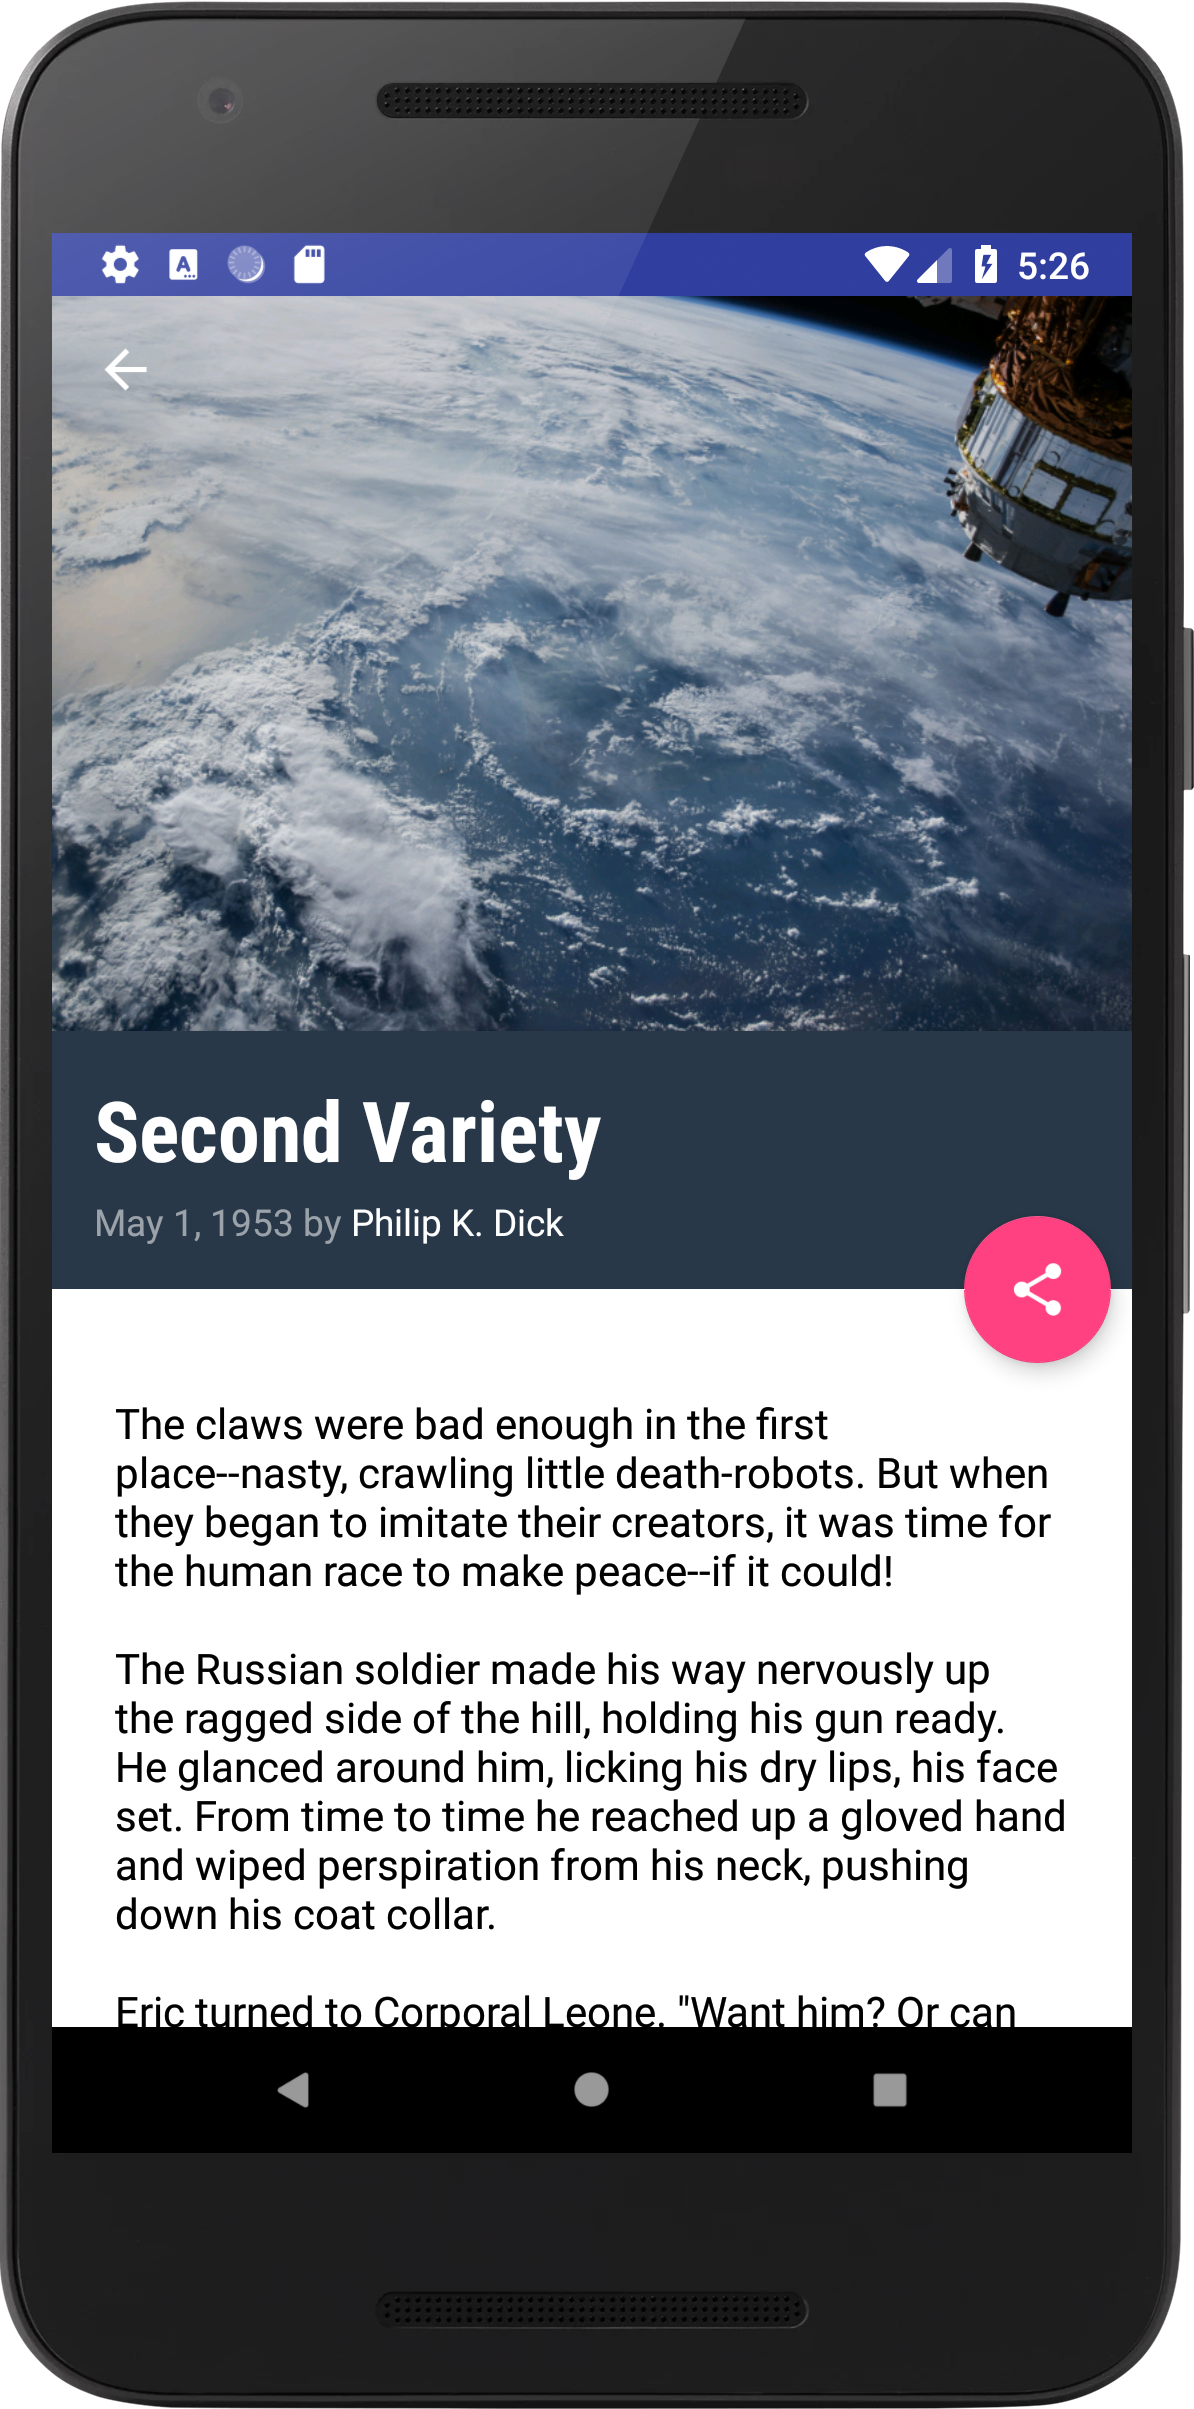 5:26
Second Variety
May 1, 1953 by Philip K. Dick
The claws were bad enough in the first
place--nasty, crawling little death-robots. But when
they began to imitate their creators, it was time for
the human race to make peace--if it could!
The Russian soldier made his way nervously up
the ragged side of the hill, holding his gun ready.
He glanced around him, licking his dry lips, his face
set. From time to time he reached up a gloved hand
and wiped perspiration from his neck, pushing
down his coat collar.
Eric turned to Corporal Leone. "Want him? Or can